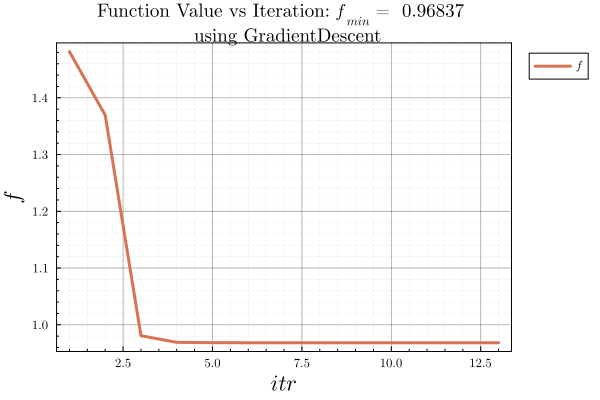 Function Value vs Iteration: f_min = 0.96837
using GradientDescent
f
1.4
1.3
1.2
1.1
1.0
f
2.5 5.0 7.5 10.0 12.5
itr